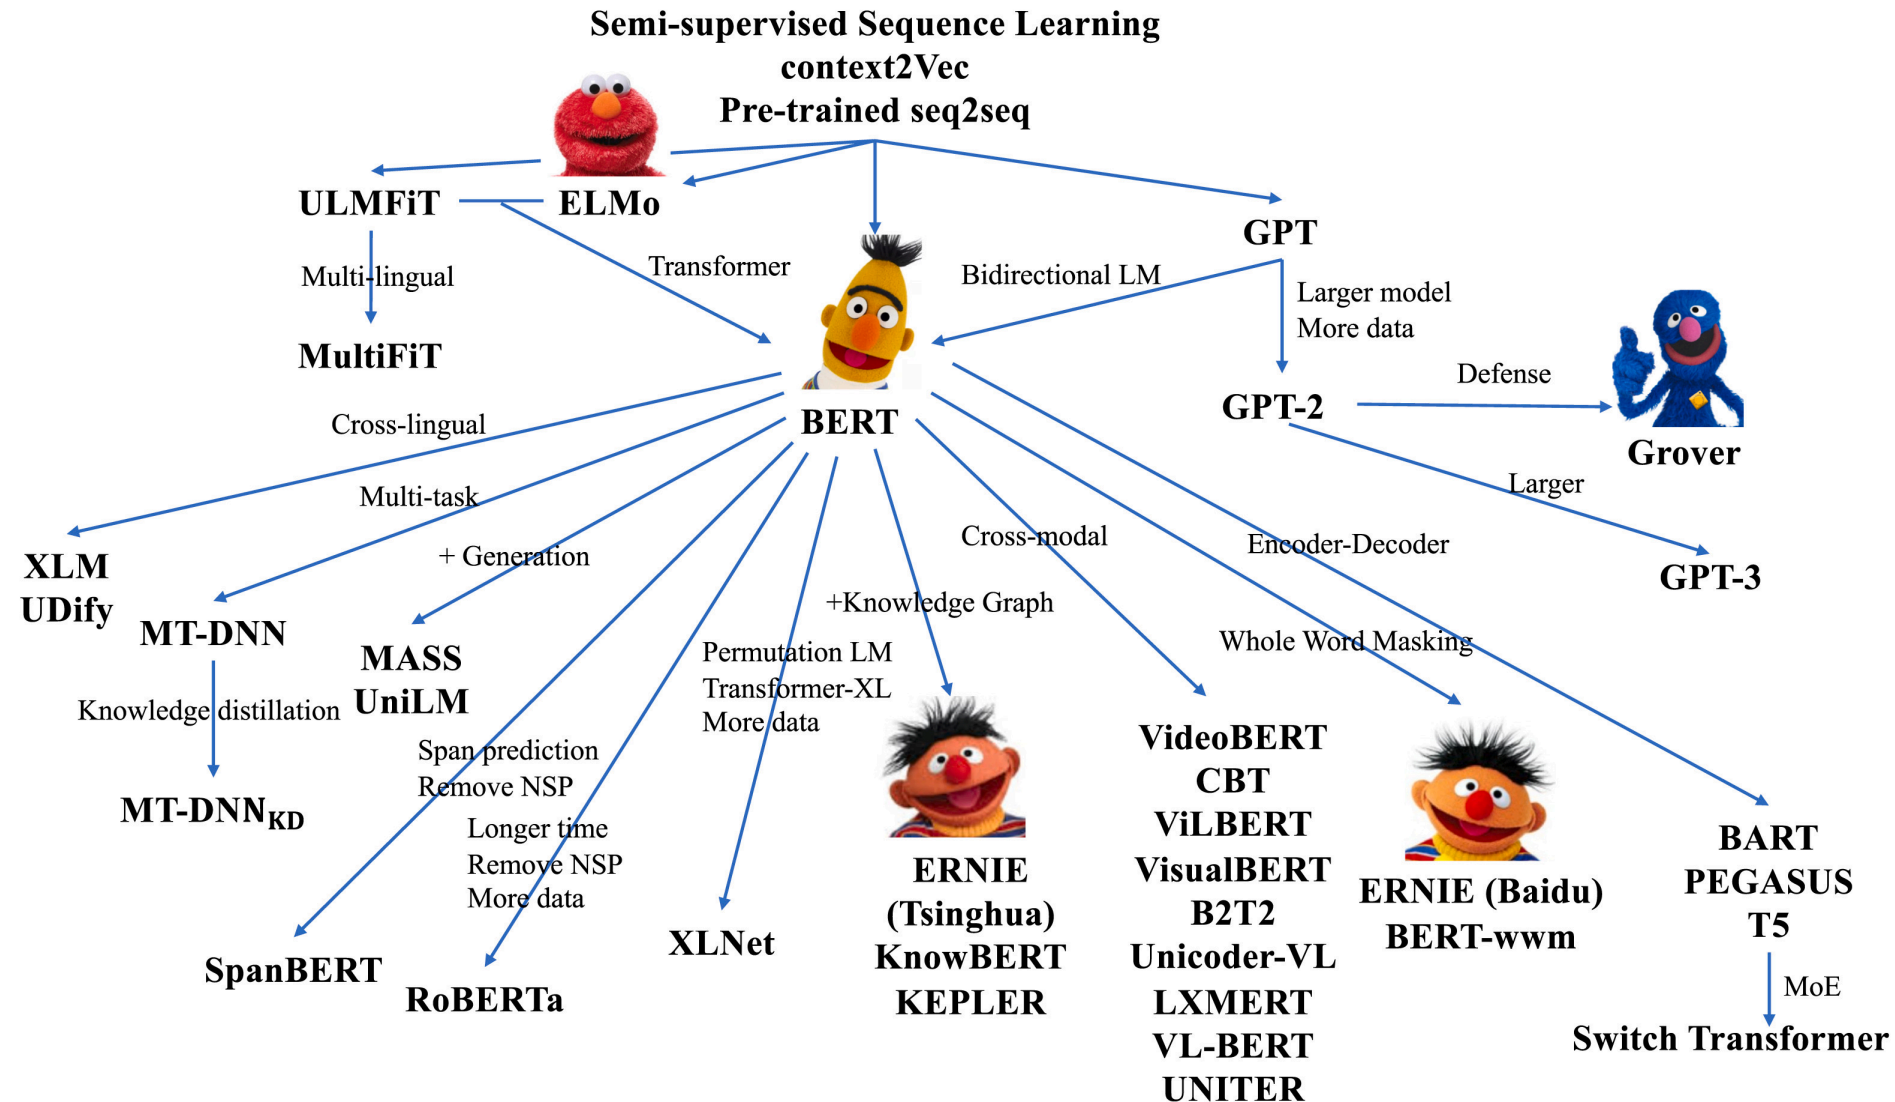 Semi-supervised Sequence Learning
context2Vec
Pre-trained seq2seq
ULMFiT
ELMo
GPT
Multi-lingual
Transformer
Bidirectional LM
Larger model
More data
MultiFiT
Defense
BERT
GPT-2
Grover
Cross-lingual
Multi-task
Larger
+ Generation
Cross-modal
Encoder-Decoder
XLM
UDify
GPT-3
+Knowledge Graph
MT-DNN
Whole Word Masking
MASS
UniLM
Permutation LM
Transformer-XL
More data
Knowledge distillation
Span prediction
Remove NSP
MT-DNN_KD
Longer time
Remove NSP
More data
SpanBERT
RoBERTa
XLNet
ERNIE
(Tsinghua)
KnowBERT
KEPLER
VideoBERT
CBT
ViLBERT
VisualBERT
B2T2
Unicoder-VL
LXMERT
VL-BERT
UNITER
ERNIE (Baidu)
BERT-wwm
BART
PEGASUS
T5
MoE
Switch Transformer